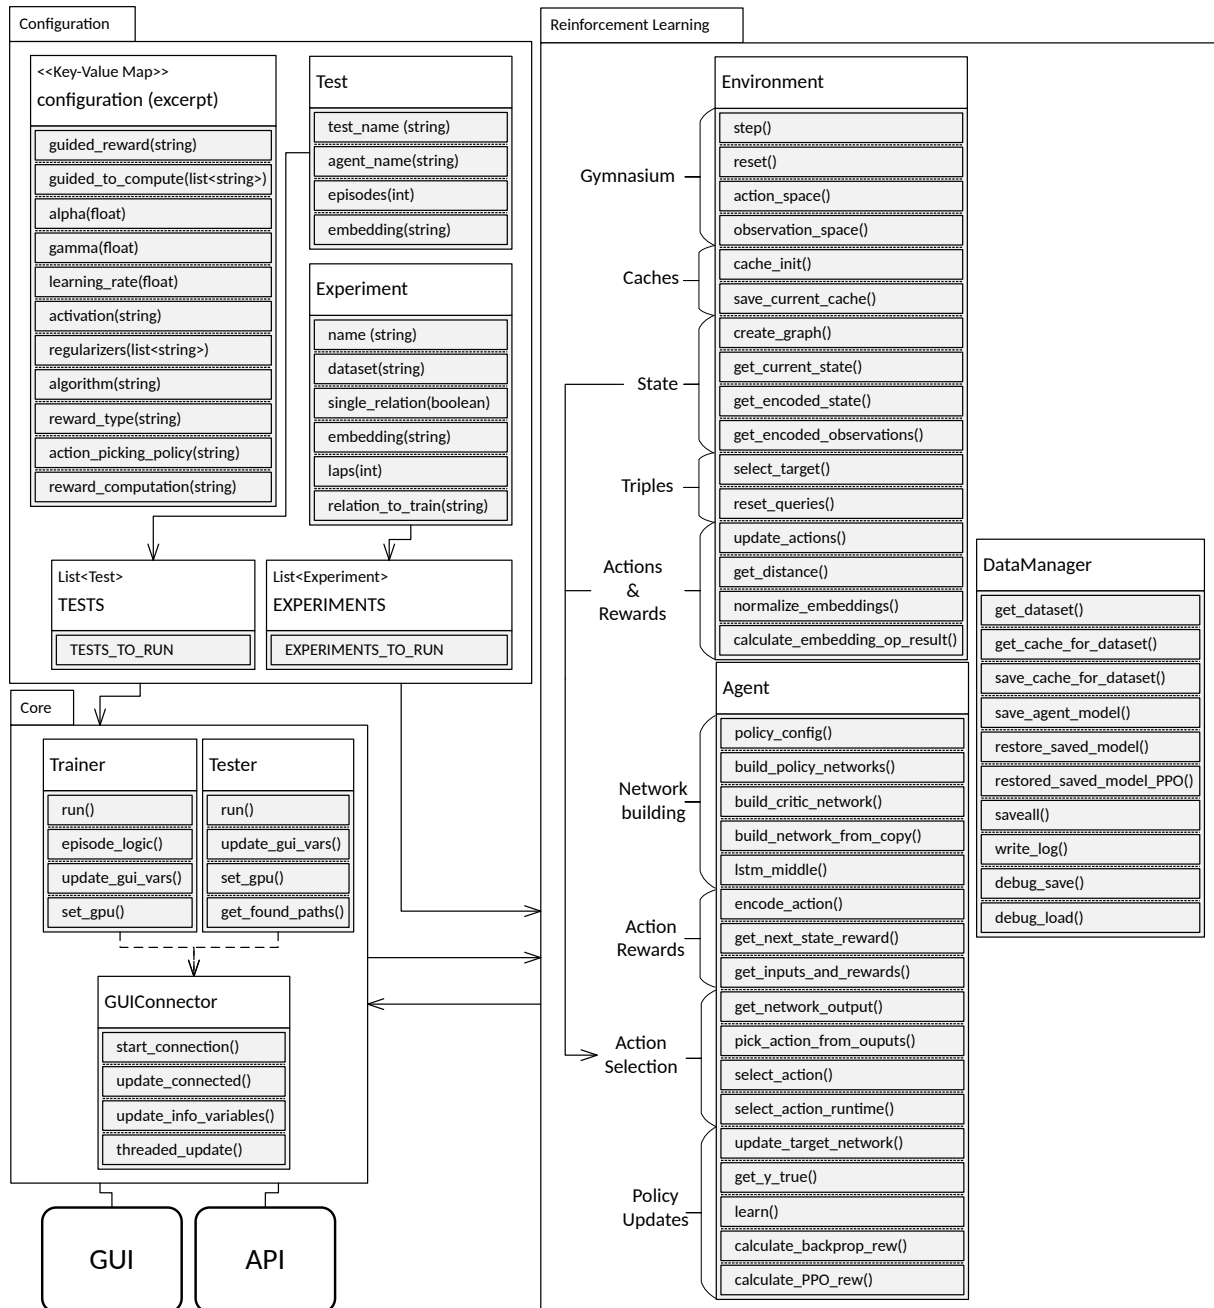 Configuration
<<Key-Value Map>>
configuration (excerpt)
guided_reward(string)
guided_to_compute(list<string>)
alpha(float)
gamma(float)
learning_rate(float)
activation(string)
regularizers(list<string>)
algorithm(string)
reward_type(string)
action_picking_policy(string)
reward_computation(string)
Test
test_name (string)
agent_name(string)
episodes(int)
embedding(string)
Experiment
name (string)
dataset(string)
single_relation(boolean)
embedding(string)
laps(int)
relation_to_train(string)
List<Test>
TESTS
TESTS_TO_RUN
List<Experiment>
EXPERIMENTS
EXPERIMENTS_TO_RUN
Core
Trainer
run()
episode_logic()
update_gui_vars()
set_gpu()
Tester
run()
update_gui_vars()
set_gpu()
get_found_paths()
GUIConnector
start_connection()
update_connected()
update_info_variables()
threaded_update()
GUI
API
Reinforcement Learning
Environment
Gymnasium
step()
reset()
action_space()
observation_space()
Caches
cache_init()
save_current_cache()
State
create_graph()
get_current_state()
get_encoded_state()
get_encoded_observations()
Triples
select_target()
reset_queries()
Actions
&
Rewards
update_actions()
get_distance()
normalize_embeddings()
calculate_embedding_op_result()
Agent
Network
building
policy_config()
build_policy_networks()
build_critic_network()
build_network_from_copy()
lstm_middle()
Action
Rewards
encode_action()
get_next_state_reward()
get_inputs_and_rewards()
Action
Selection
get_network_output()
pick_action_from_ouputs()
select_action()
select_action_runtime()
Policy
Updates
update_target_network()
get_y_true()
learn()
calculate_backprop_rew()
calculate_PPO_rew()
DataManager
get_dataset()
get_cache_for_dataset()
save_cache_for_dataset()
save_agent_model()
restore_saved_model()
restored_saved_model_PPO()
saveall()
write_log()
debug_save()
debug_load()